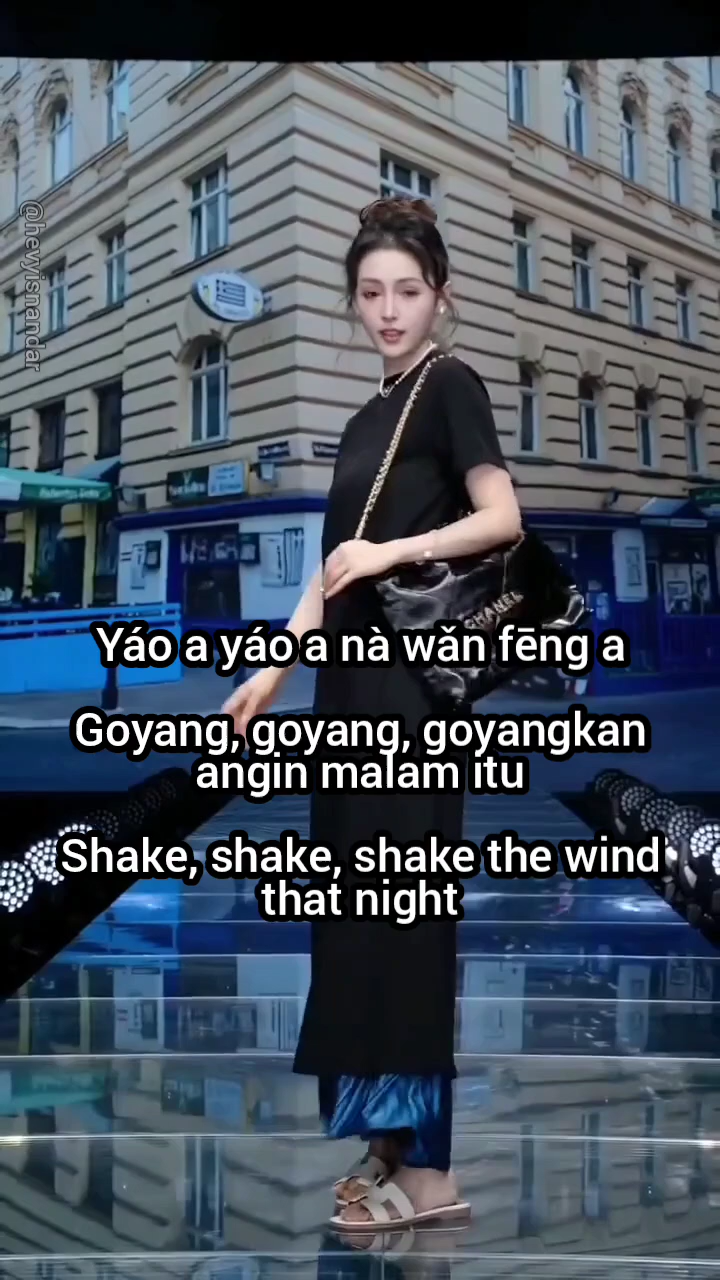 @hevyisnandar
CHANEL
Yáo a yáo a nà wǎn fēng a
Goyang, goyang, goyangkan
angin malam itu
Shake, shake, shake the wind
that night